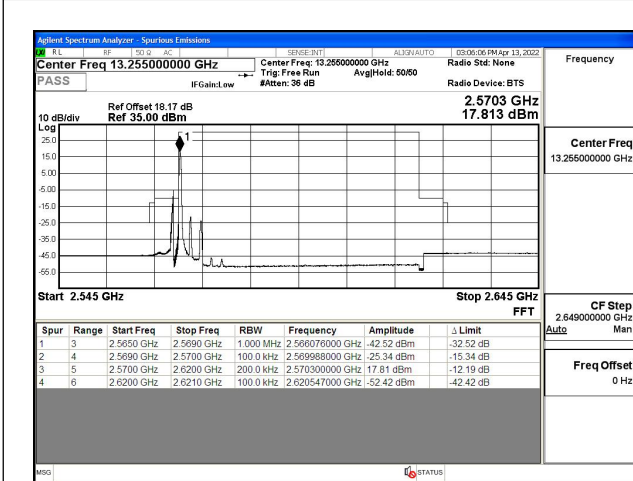 Agilent Spectrum Analyzer - Spurious Emissions
LXI RL RF 50 Ω AC SENSE:INT ALIGN AUTO 03:06:06 PM Apr 13, 2022
Center Freq 13.255000000 GHz
Center Freq: 13.255000000 GHz
Radio Std: None
Trig: Free Run Avg|Hold: 50/50
PASS
IFGain:Low
#Atten: 36 dB
Radio Device: BTS
2.5703 GHz
17.813 dBm
Ref Offset 18.17 dB
10 dB/div Ref 35.00 dBm
Log
25.0
15.0
5.00
-5.00
-15.0
-25.0
-35.0
-45.0
-55.0
1
Start 2.545 GHz Stop 2.645 GHz
FFT
Spur Range Start Freq Stop Freq RBW Frequency Amplitude Δ Limit
1 3 2.5650 GHz 2.5690 GHz 1.000 MHz 2.566076000 GHz -42.52 dBm -32.52 dB
2 4 2.5690 GHz 2.5700 GHz 100.0 kHz 2.569988000 GHz -25.34 dBm -15.34 dB
3 5 2.5700 GHz 2.6200 GHz 200.0 kHz 2.570300000 GHz 17.81 dBm -12.19 dB
4 6 2.6200 GHz 2.6210 GHz 100.0 kHz 2.620547000 GHz -52.42 dBm -42.42 dB
MSG STATUS
Frequency
Center Freq
13.255000000 GHz
CF Step
2.649000000 GHz
Auto Man
Freq Offset
0 Hz